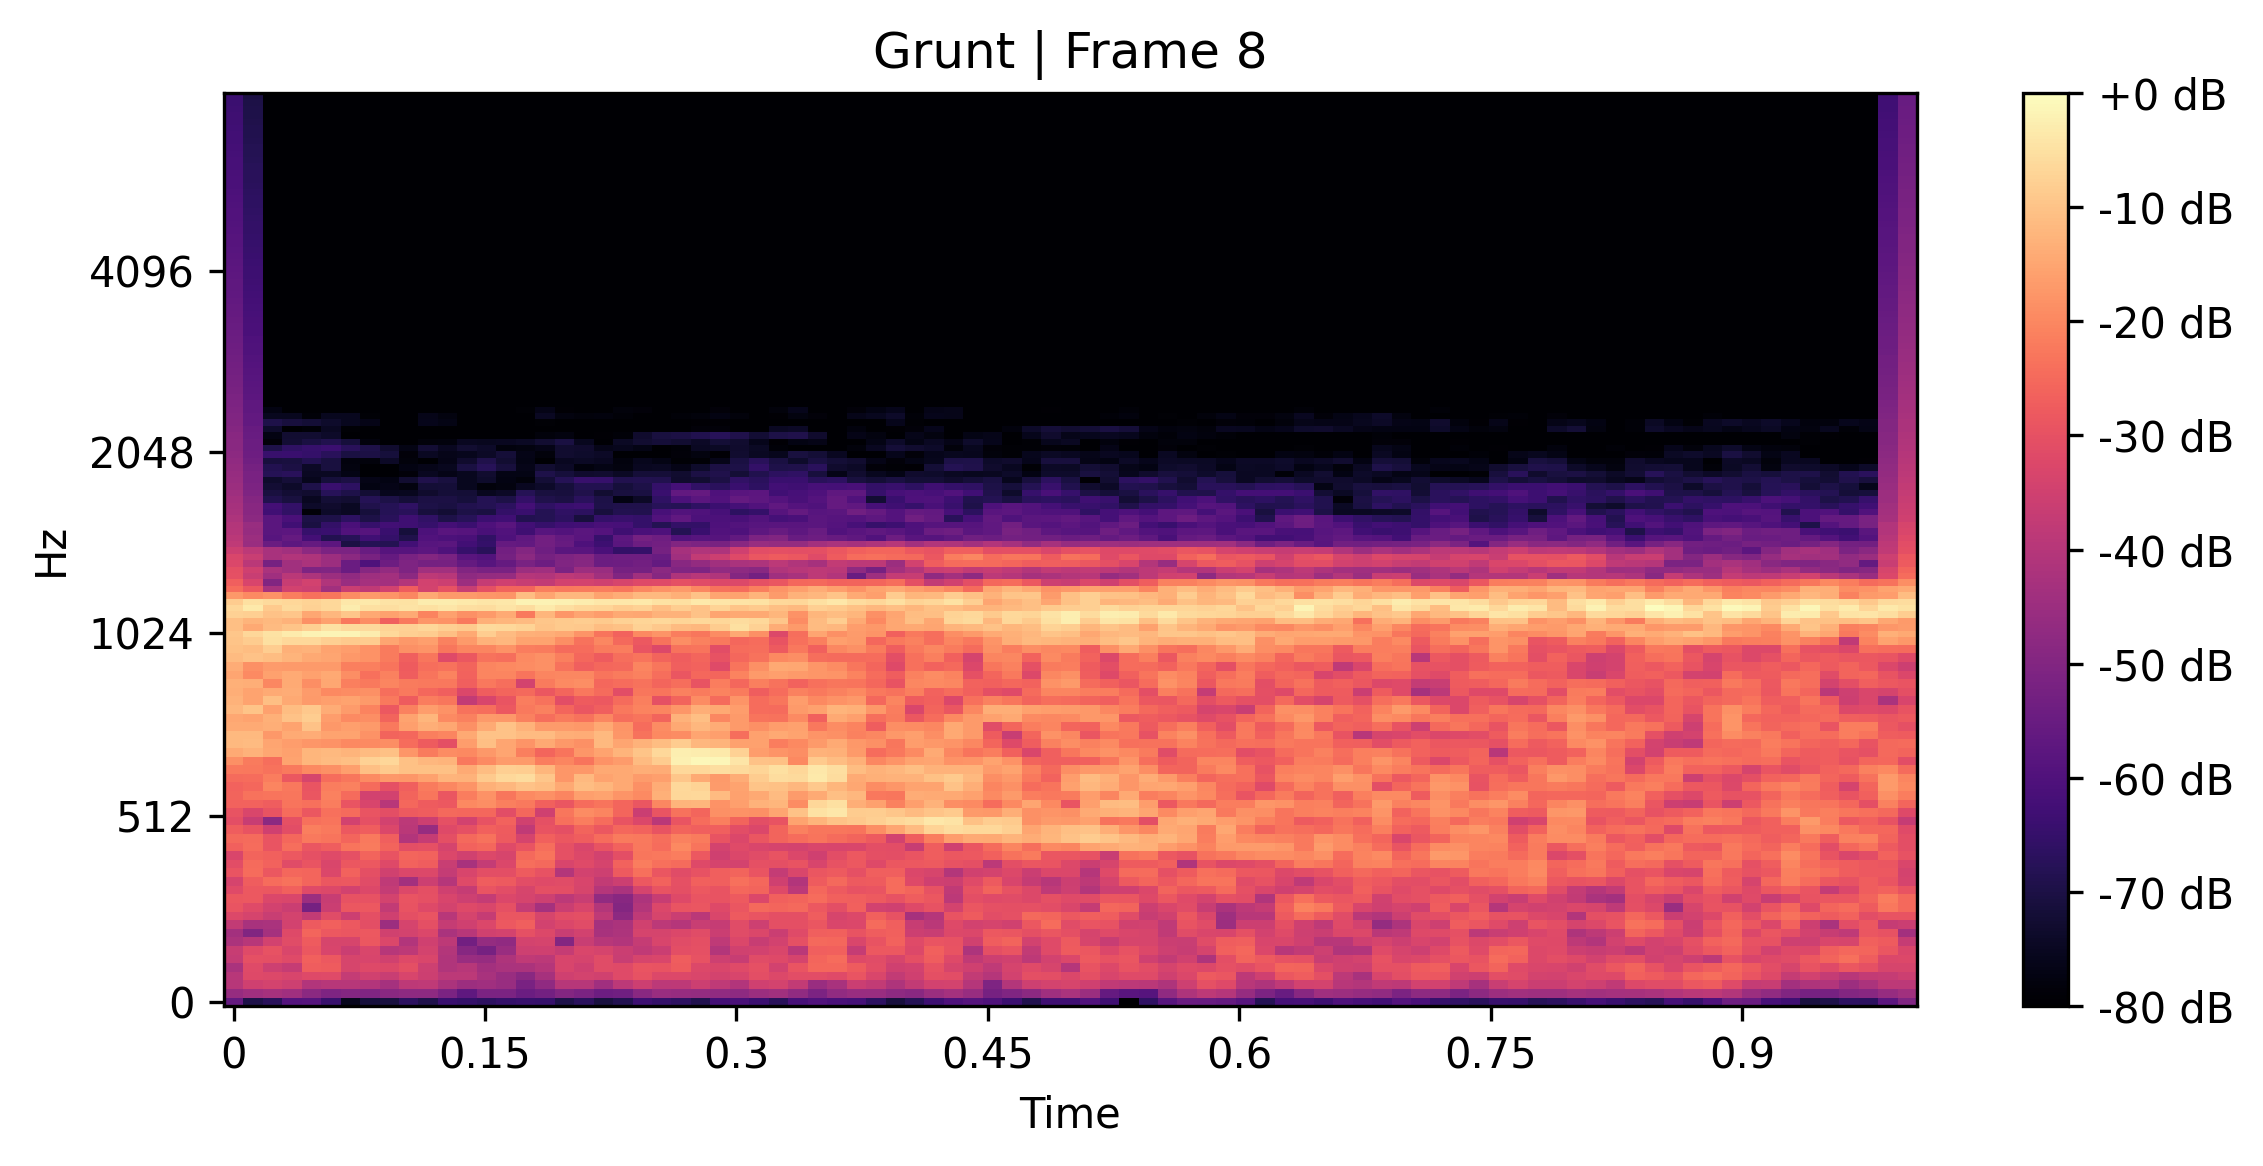 Grunt | Frame 8
+0 dB
-10 dB
-20 dB
-30 dB
-40 dB
-50 dB
-60 dB
-70 dB
-80 dB
4096
2048
1024
512
0
Hz
0 0.15 0.3 0.45 0.6 0.75 0.9
Time